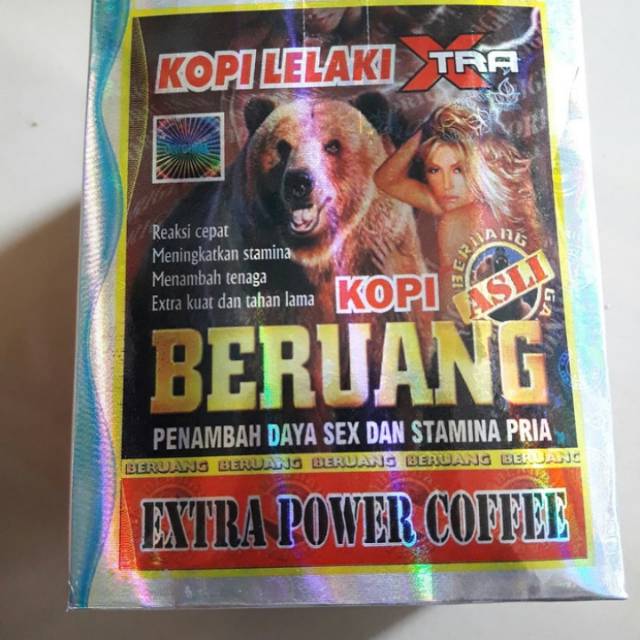 KOPI LELAKI XTRA
Reaksi cepat
Meningkatkan stamina
Menambah tenaga
Extra kuat dan tahan lama
BERUANG
ASLI
KOPI
BERUANG
PENAMBAH DAYA SEX DAN STAMINA PRIA
BERUANG BERUANG BERUANG BERUANG BERUANG
EXTRA POWER COFFEE